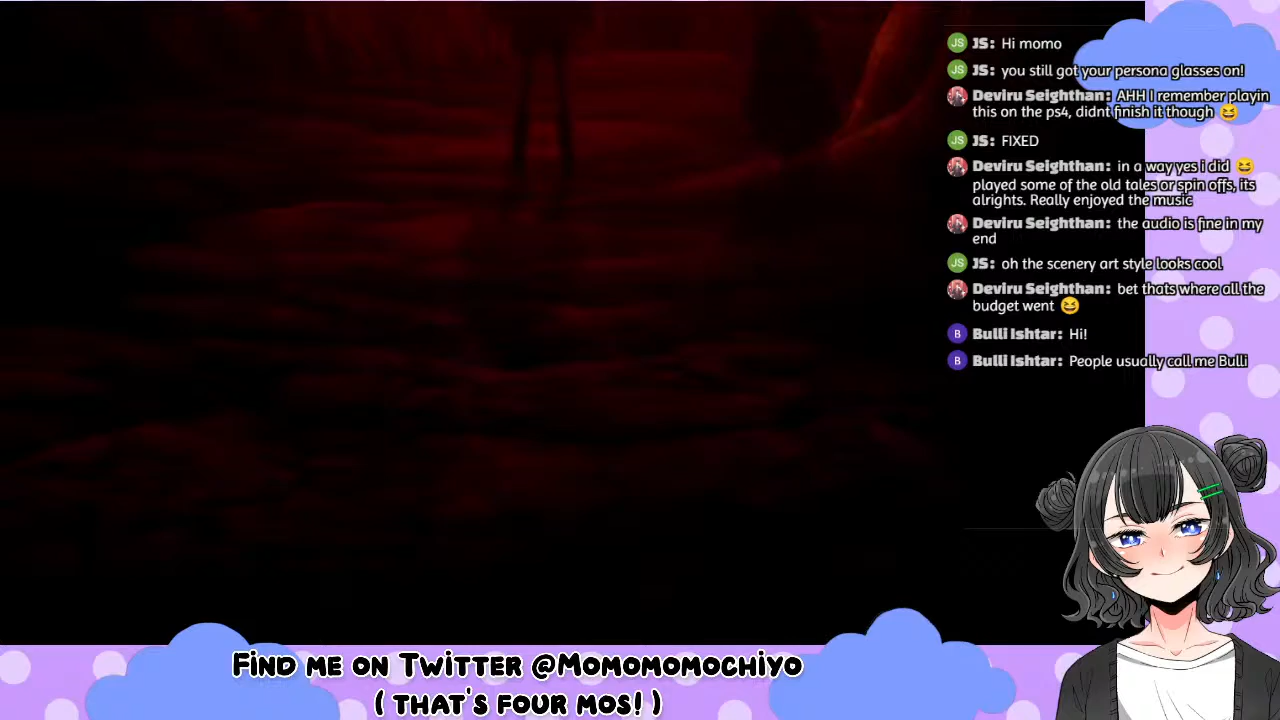 JS: Hi momo
JS: you still got your persona glasses on!
Deviru Seighthan: AHH I remember playin
this on the ps4, didnt finish it though 😆
JS: FIXED
Deviru Seighthan: in a way yes i did 😆
played some of the old tales or spin offs, its
alrights. Really enjoyed the music
Deviru Seighthan: the audio is fine in my
end
JS: oh the scenery art style looks cool
Deviru Seighthan: bet thats where all the
budget went 😆
B Bulli Ishtar: Hi!
B Bulli Ishtar: People usually call me Bulli
Find me on Twitter @Momomomochiyo
( that's four mos! )